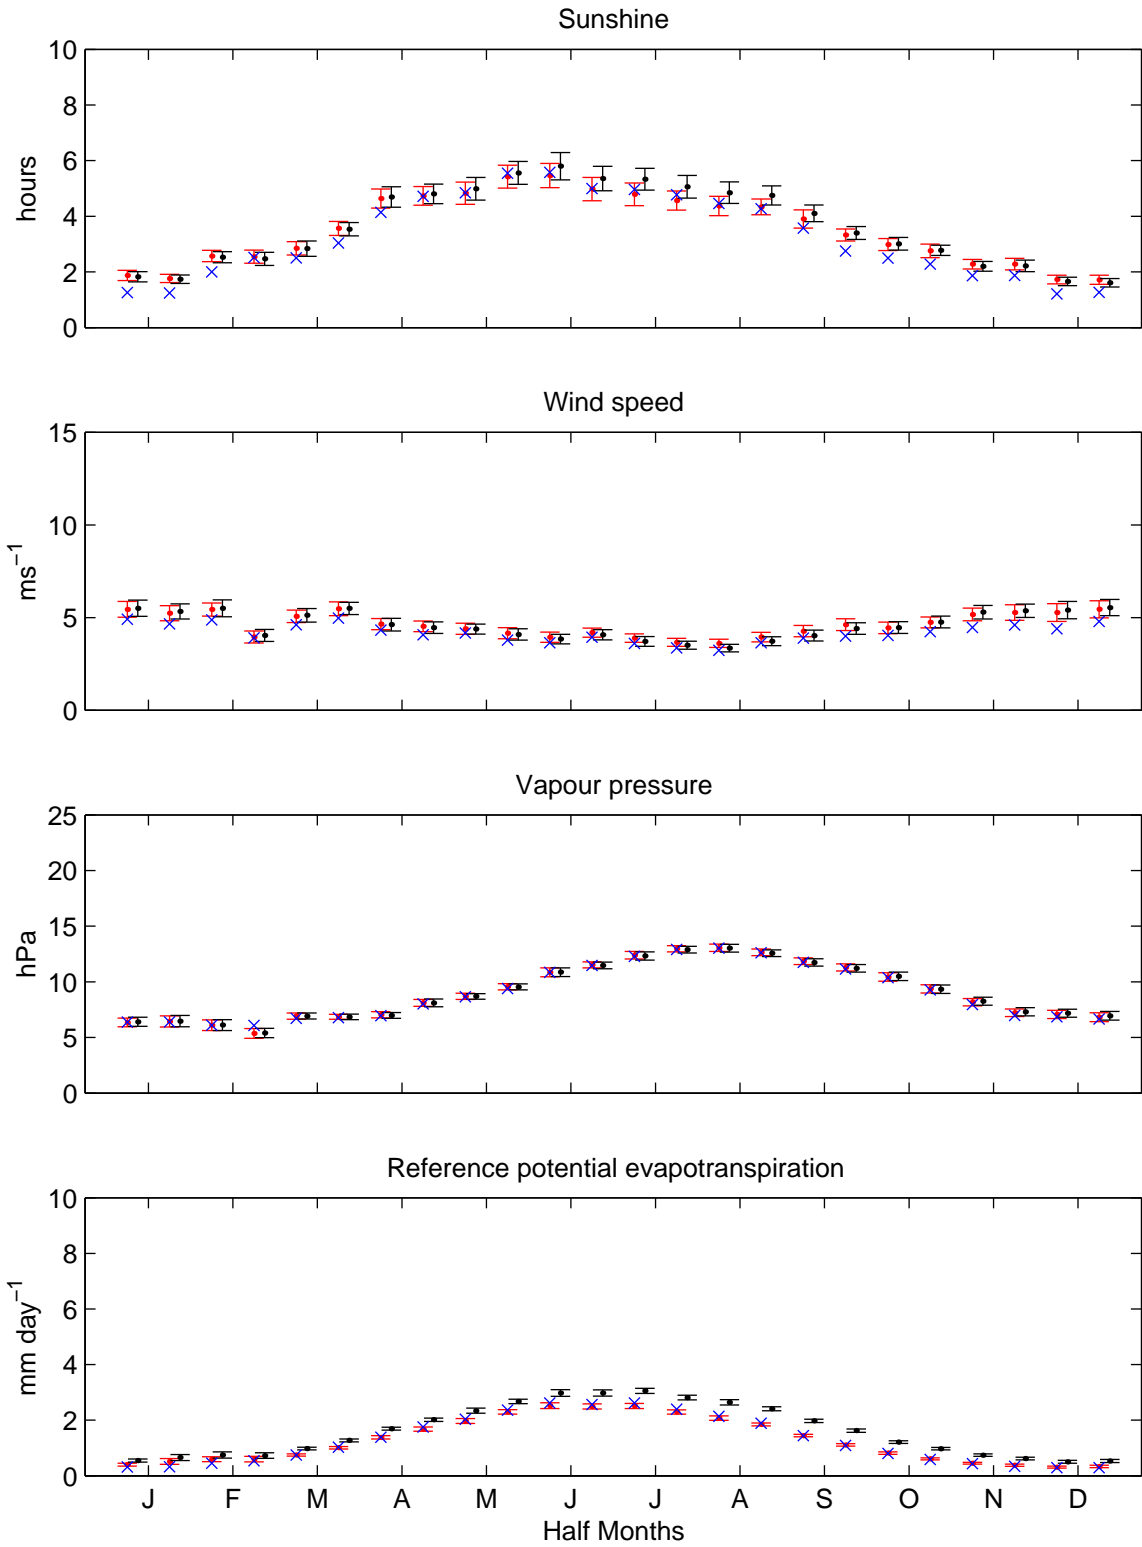 Sunshine
10
8
6
4
2
0
hours
Wind speed
15
10
5
0
ms⁻¹
Vapour pressure
25
20
15
10
5
0
hPa
Reference potential evapotranspiration
10
8
6
4
2
0
mm day⁻¹
J F M A M J J A S O N D
Half Months